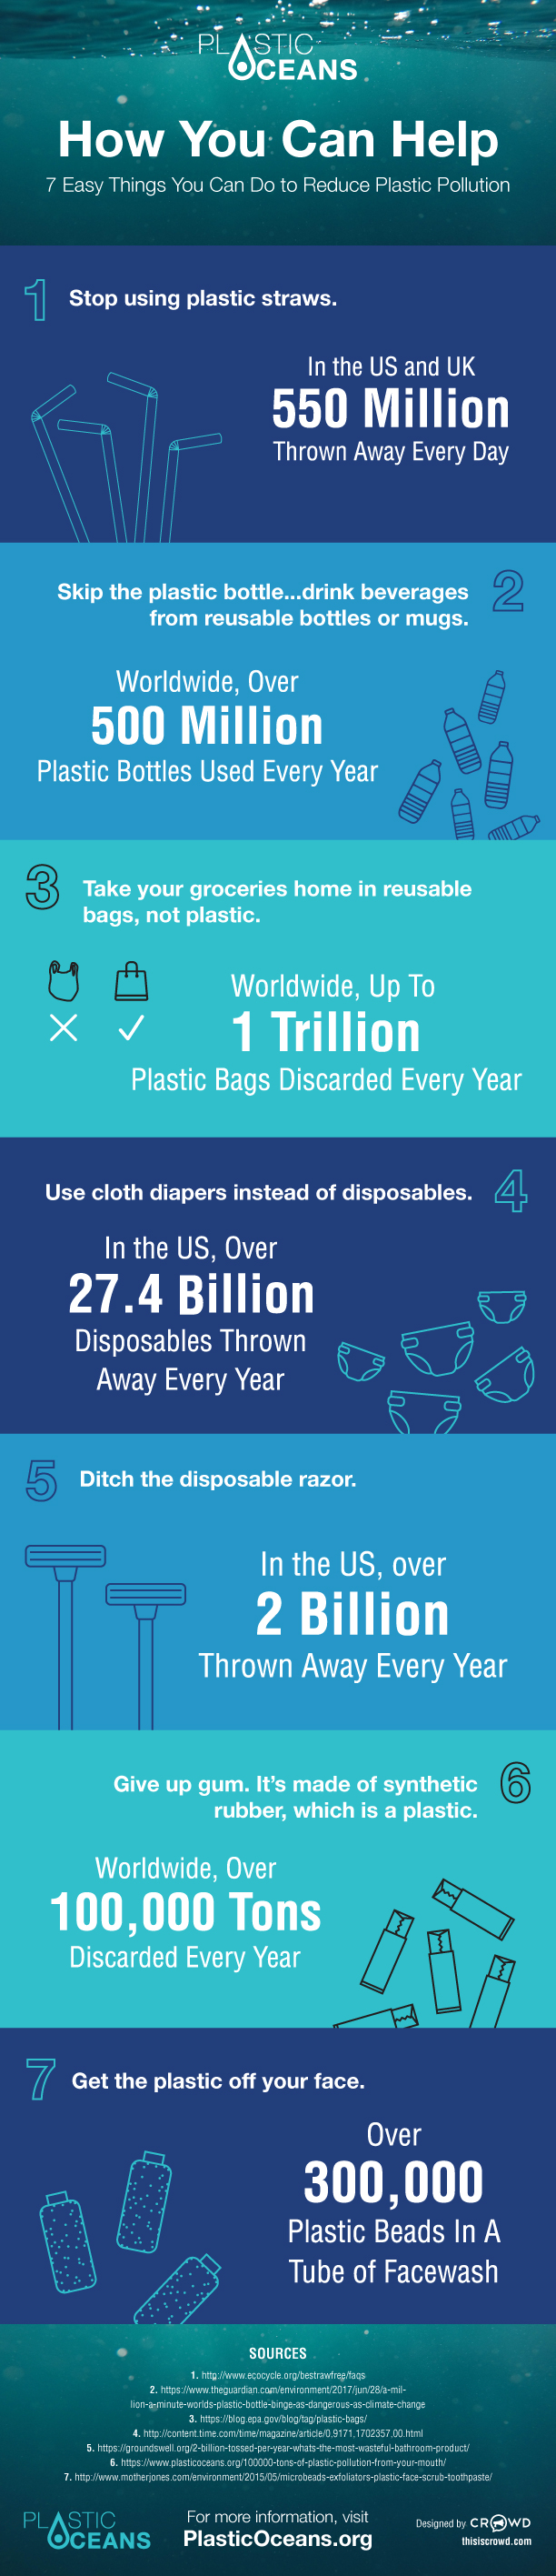 PLASTIC
OCEANS
How You Can Help
7 Easy Things You Can Do to Reduce Plastic Pollution
1
Stop using plastic straws.
In the US and UK
550 Million
Thrown Away Every Day
Skip the plastic bottle...drink beverages
from reusable bottles or mugs.
2
Worldwide, Over
500 Million
Plastic Bottles Used Every Year
3
Take your groceries home in reusable
bags, not plastic.
Worldwide, Up To
1 Trillion
Plastic Bags Discarded Every Year
Use cloth diapers instead of disposables.
4
In the US, Over
27.4 Billion
Disposables Thrown
Away Every Year
5
Ditch the disposable razor.
In the US, over
2 Billion
Thrown Away Every Year
Give up gum. It's made of synthetic
rubber, which is a plastic.
6
Worldwide, Over
100,000 Tons
Discarded Every Year
7
Get the plastic off your face.
Over
300,000
Plastic Beads In A
Tube of Facewash
SOURCES
1. http://www.ecocycle.org/bestrawfree/faqs
2. https://www.theguardian.com/environment/2017/jun/28/a-mil-
lion-a-minute-worlds-plastic-bottle-binge-as-dangerous-as-climate-change
3. https://blog.epa.gov/blog/tag/plastic-bags/
4. http://content.time.com/time/magazine/article/0,9171,1702357,00.html
5. https://groundswell.org/2-billion-tossed-per-year-whats-the-most-wasteful-bathroom-product/
6. https://www.plasticoceans.org/100000-tons-of-plastic-pollution-from-your-mouth/
7. http://www.motherjones.com/environment/2015/05/microbeads-exfoliators-plastic-face-scrub-toothpaste/
PLASTIC
OCEANS
For more information, visit
PlasticOceans.org
Designed by CROWD
thisiscrowd.com